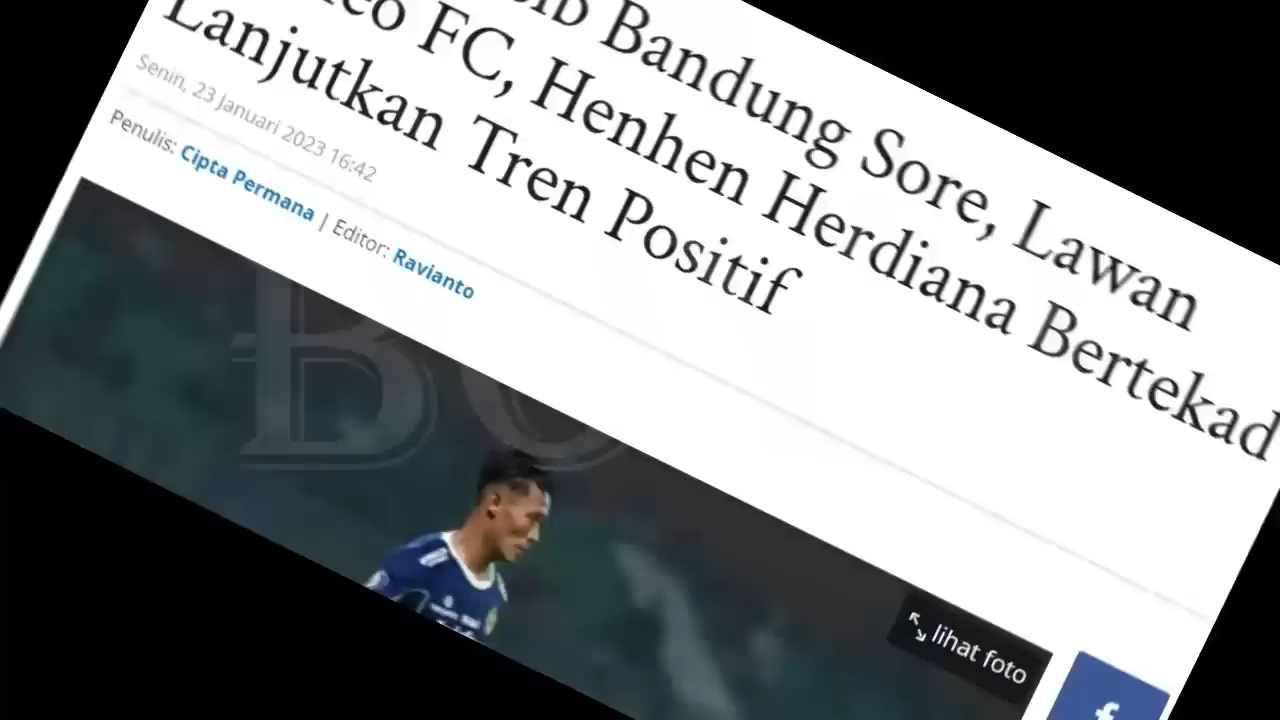 Bandung Sore, Lawan
FC, Henhen Herdiana Bertekad
Lanjutkan Tren Positif
Senin, 23 Januari 2023 16:42
Penulis: Cipta Permana | Editor: Ravianto
lihat foto
f